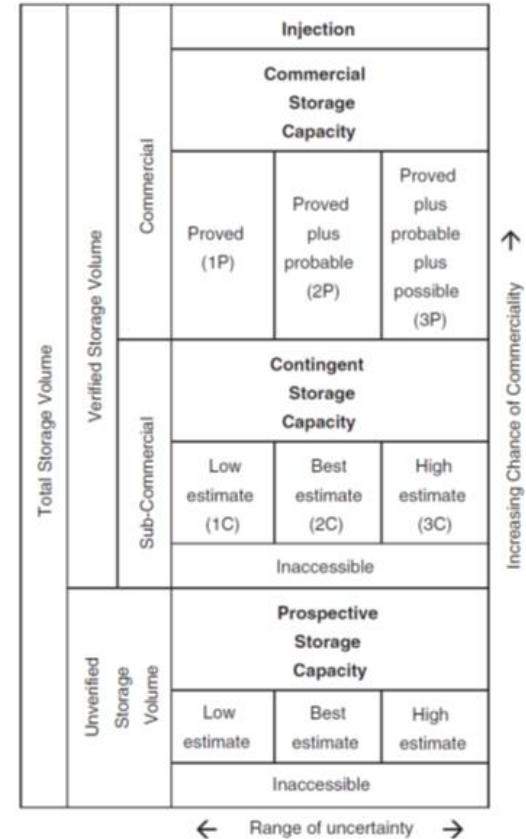 Total Storage Volume
Verified Storage Volume
Commercial
Injection
Commercial
Storage
Capacity
Proved
(1P)
Proved
plus
probable
(2P)
Proved
plus
probable
plus
possible
(3P)
Sub-Commercial
Contingent
Storage
Capacity
Low
estimate
(1C)
Best
estimate
(2C)
High
estimate
(3C)
Inaccessible
Unverified
Storage
Volume
Prospective
Storage
Capacity
Low
estimate
Best
estimate
High
estimate
Inaccessible
Increasing Chance of Commerciality →
← Range of uncertainty →